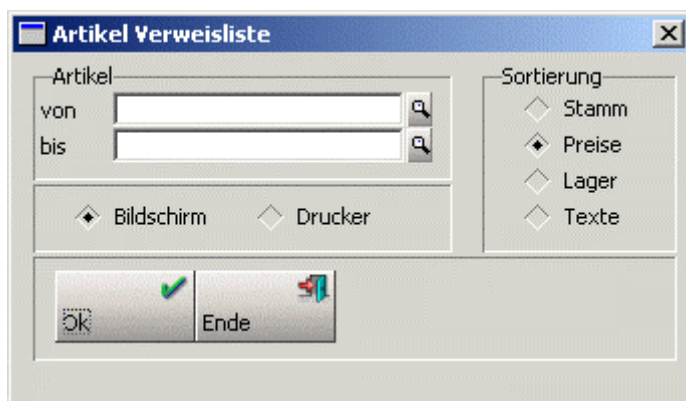 Artikel Verweisliste
Artikel
von
bis
Bildschirm
Drucker
Sortierung
Stamm
Preise
Lager
Texte
Ok
Ende